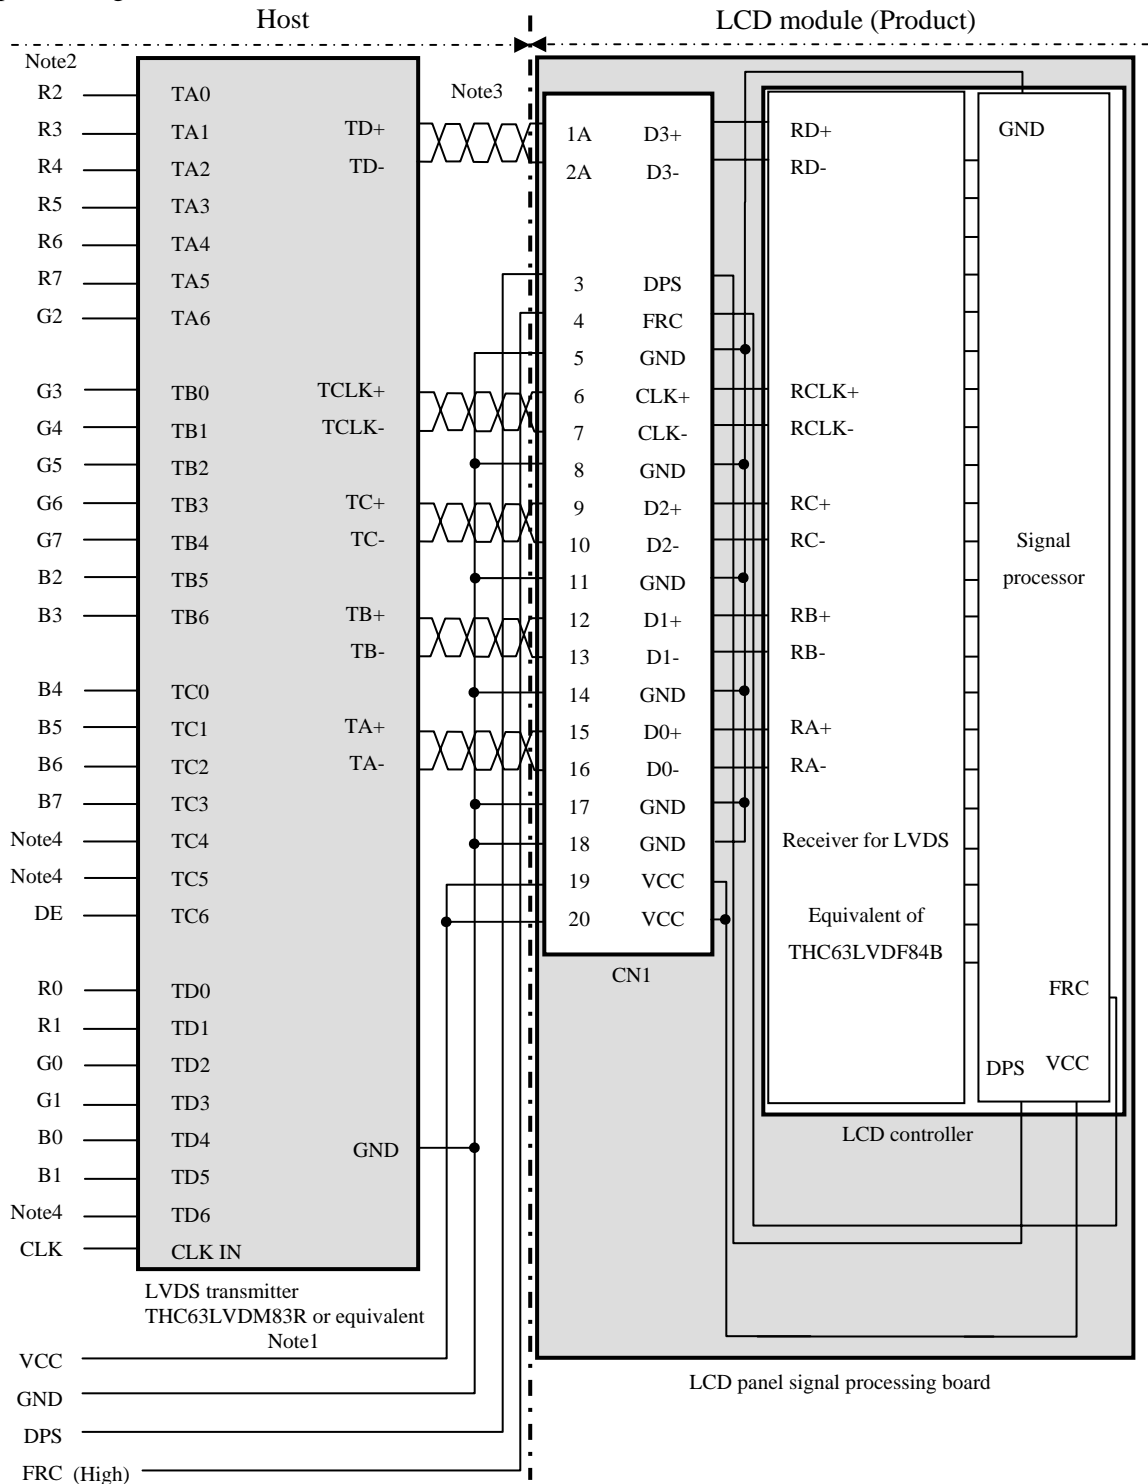 Host
LCD module (Product)
Note2
R2 TA0
R3 TA1
R4 TA2
R5 TA3
R6 TA4
R7 TA5
G2 TA6
G3 TB0
G4 TB1
G5 TB2
G6 TB3
G7 TB4
B2 TB5
B3 TB6
B4 TC0
B5 TC1
B6 TC2
B7 TC3
Note4 TC4
Note4 TC5
DE TC6
R0 TD0
R1 TD1
G0 TD2
G1 TD3
B0 TD4
B1 TD5
Note4 TD6
CLK CLK IN
TD+
TD-
TCLK+
TCLK-
TC+
TC-
TB+
TB-
TA+
TA-
GND
LVDS transmitter
THC63LVDM83R or equivalent
Note1
VCC
GND
DPS
FRC (High)
Note3
1A D3+
2A D3-
3 DPS
4 FRC
5 GND
6 CLK+
7 CLK-
8 GND
9 D2+
10 D2-
11 GND
12 D1+
13 D1-
14 GND
15 D0+
16 D0-
17 GND
18 GND
19 VCC
20 VCC
CN1
RD+
RD-
RCLK+
RCLK-
RC+
RC-
RB+
RB-
RA+
RA-
Receiver for LVDS
Equivalent of
THC63LVDF84B
GND
Signal
processor
FRC
DPS VCC
LCD controller
LCD panel signal processing board